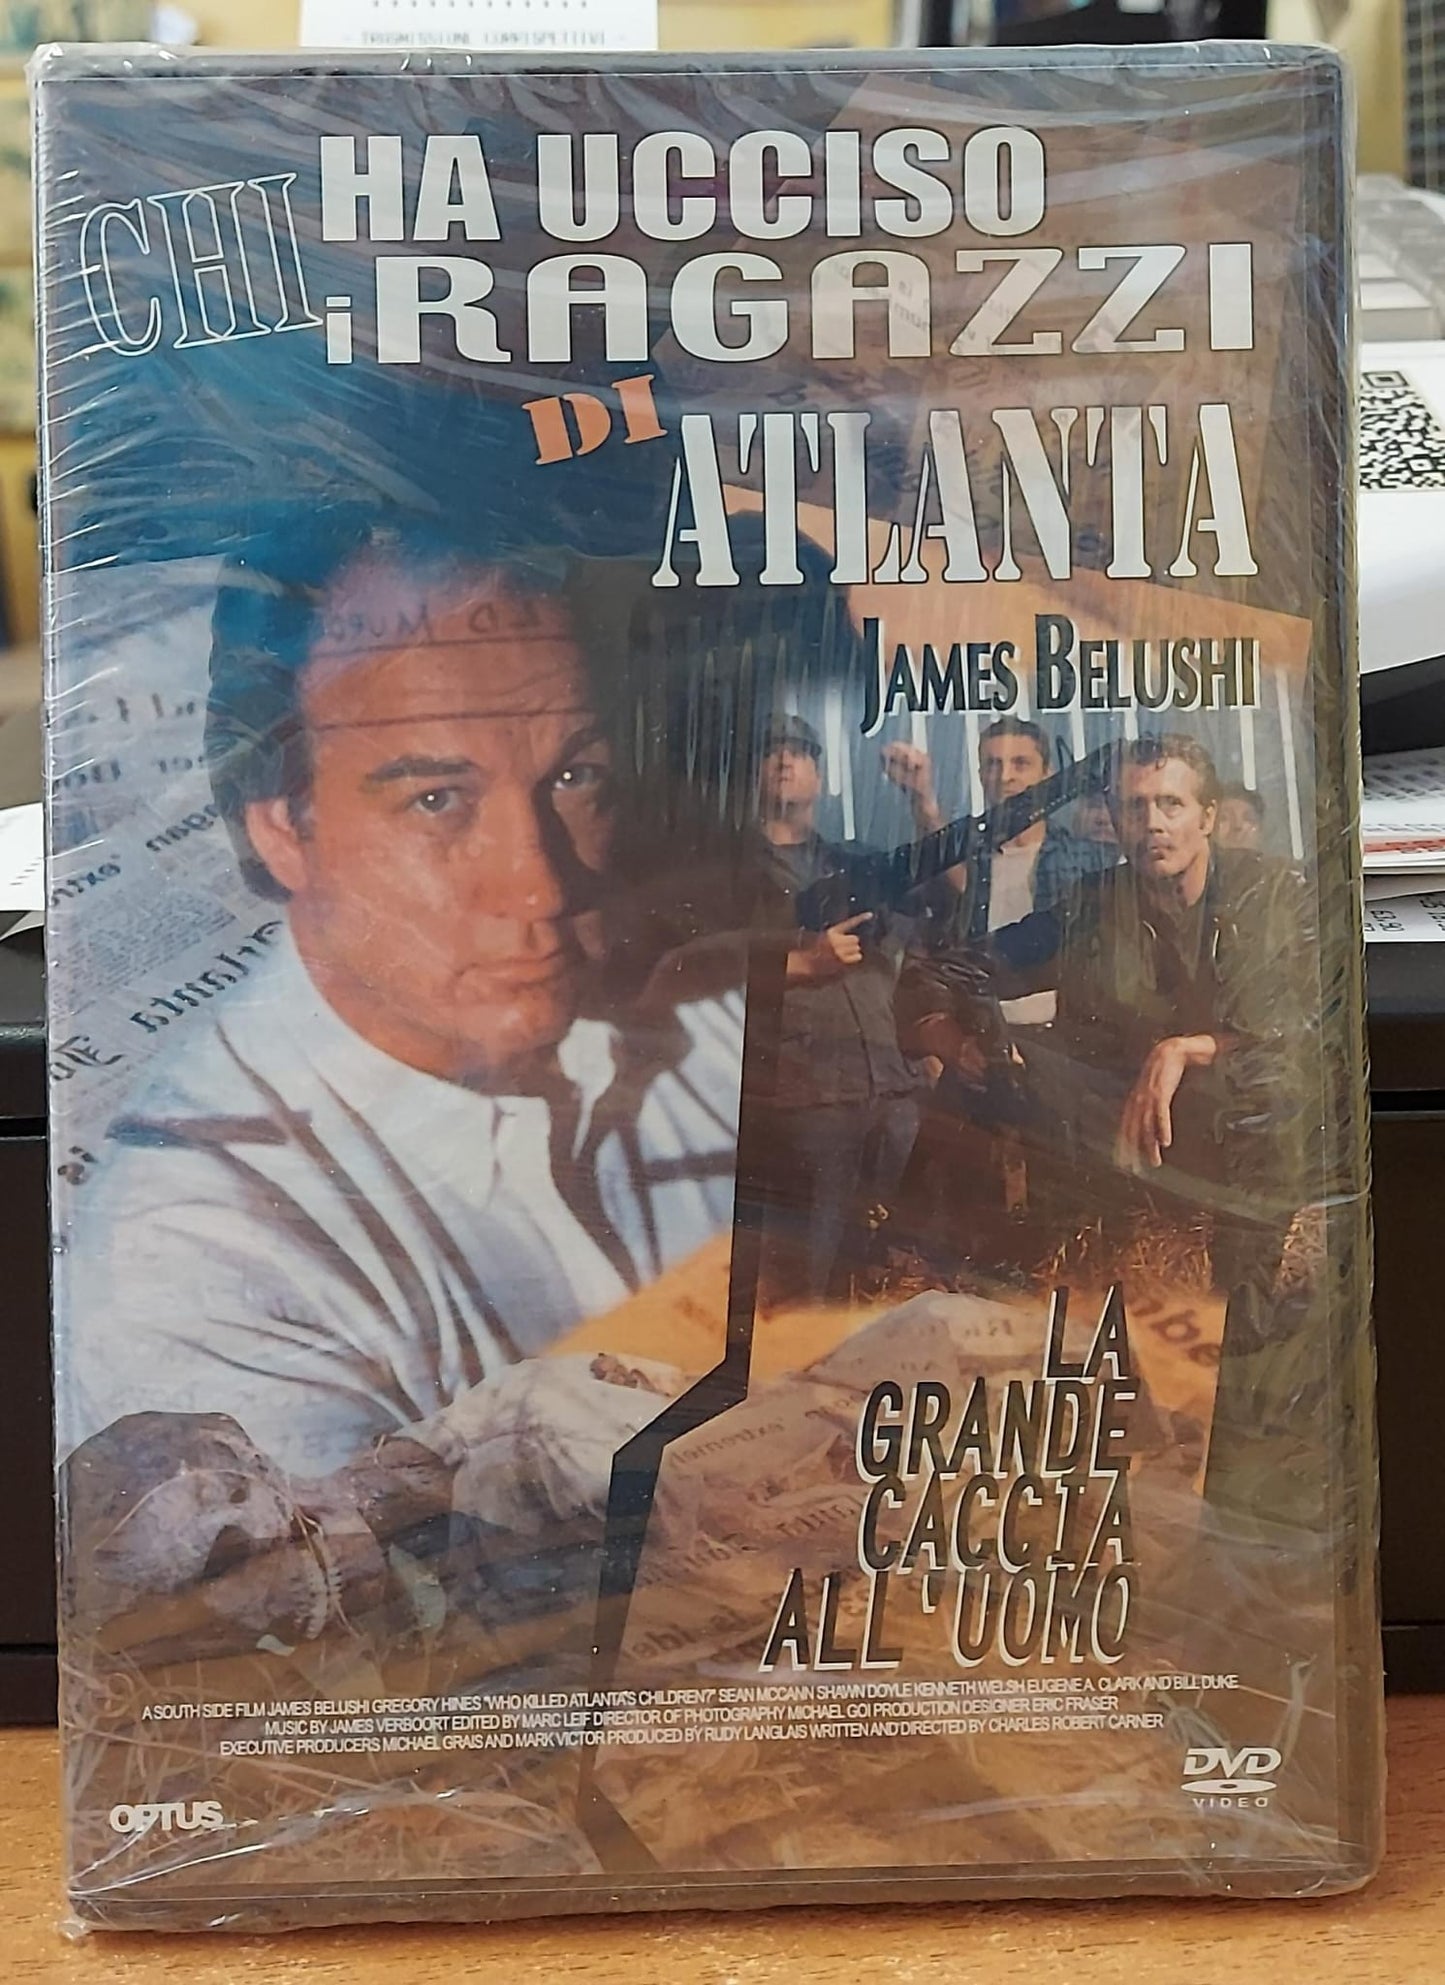 TRASMISSIONE CORRISPETTIVI
CHI HA UCCISO
i RAGAZZI
DI ATLANTA
JAMES BELUSHI
LA
GRANDE
CACCIA
ALL'UOMO
A SOUTH SIDE FILM JAMES BELUSHI GREGORY HINES "WHO KILLED ATLANTA'S CHILDREN?" SEAN MCCANN SHAWN DOYLE KENNETH WELSH EUGENE A. CLARK AND BILL DUKE
MUSIC BY JAMES VERBOORT EDITED BY MARC LEIF DIRECTOR OF PHOTOGRAPHY MICHAEL GOI PRODUCTION DESIGNER ERIC FRASER
EXECUTIVE PRODUCERS MICHAEL GRAIS AND MARK VICTOR PRODUCED BY RUDY LANGLAIS WRITTEN AND DIRECTED BY CHARLES ROBERT CARNER
OPTUS
DVD
VIDEO